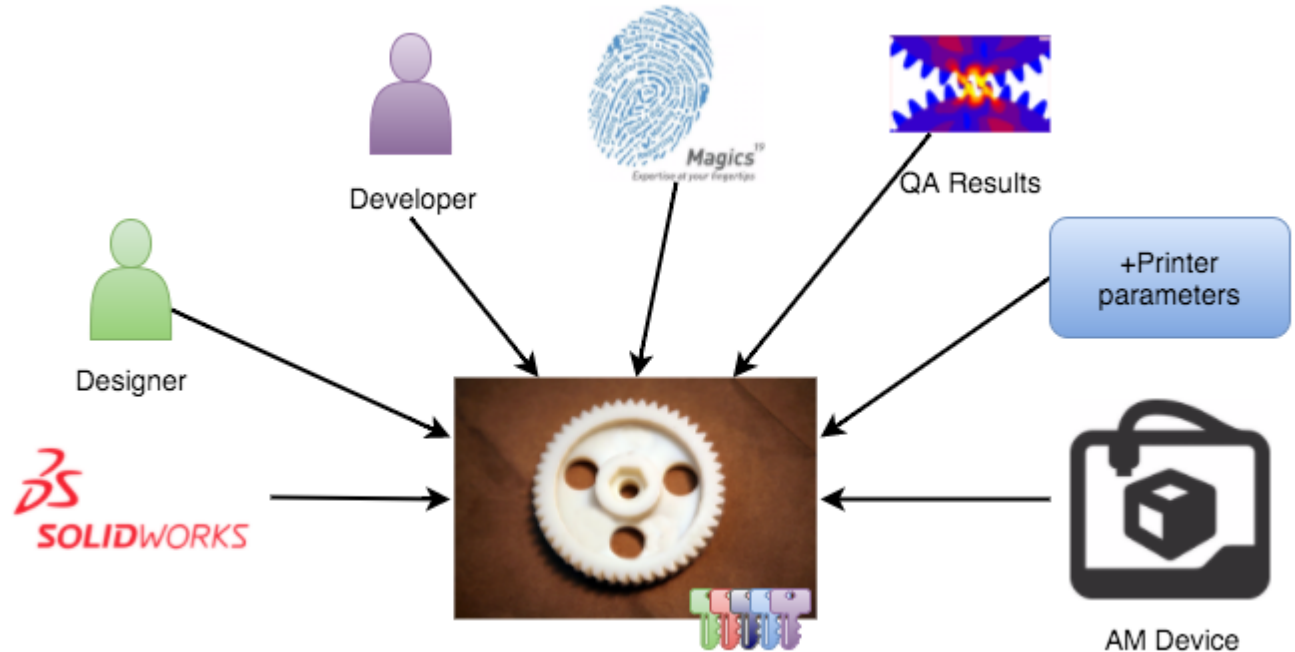 Developer
Magics19
Expertise at your fingertips
QA Results
+Printer
parameters
Designer
SOLIDWORKS
AM Device